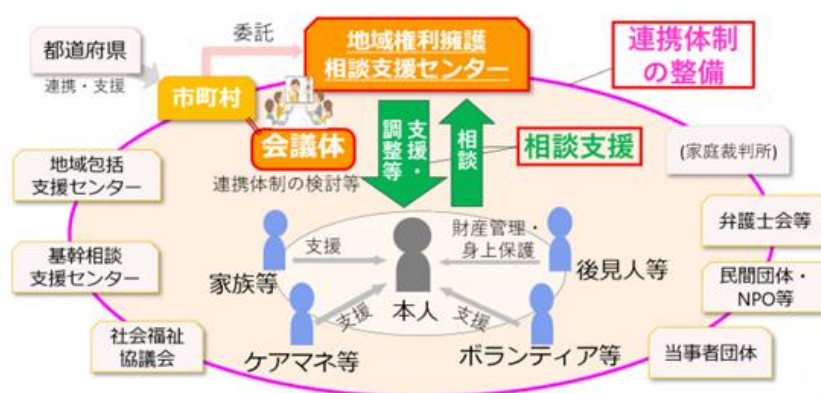 都道府県
連携・支援
委託
地域権利擁護
相談支援センター
連携体制
の整備
市町村
会議体
連携体制の検討等
支援・
調整等
相談
相談支援
(家庭裁判所)
地域包括
支援センター
弁護士会等
基幹相談
支援センター
民間団体・
NPO等
社会福祉
協議会
当事者団体
支援
財産管理・
身上保護
家族等
後見人等
本人
支援
支援
ケアマネ等
ボランティア等